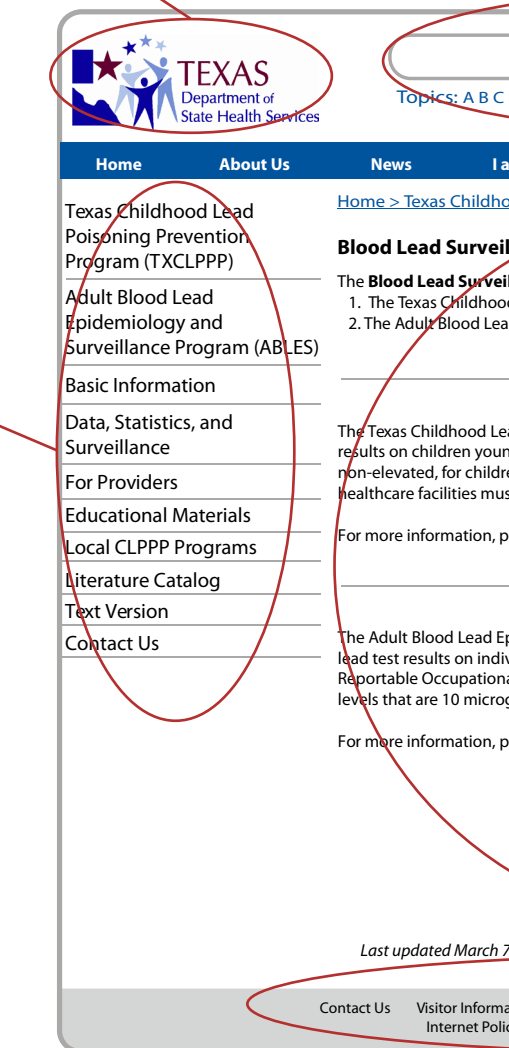 TEXAS
Department of
State Health Services
Topics: A B C
Home About Us News I a
Texas Childhood Lead
Poisoning Prevention
Program (TXCLPPP)
Adult Blood Lead
Epidemiology and
Surveillance Program (ABLES)
Basic Information
Data, Statistics, and
Surveillance
For Providers
Educational Materials
Local CLPPP Programs
Literature Catalog
Text Version
Contact Us
Home > Texas Childho
Blood Lead Surveil
The Blood Lead Surveil
1. The Texas Childhood
2. The Adult Blood Lea
The Texas Childhood Lea
results on children youn
non-elevated, for childre
healthcare facilities mus
For more information, p
The Adult Blood Lead Ep
lead test results on indiv
Reportable Occupationa
levels that are 10 microg
For more information, p
Last updated March 7
Contact Us Visitor Informa
Internet Polic